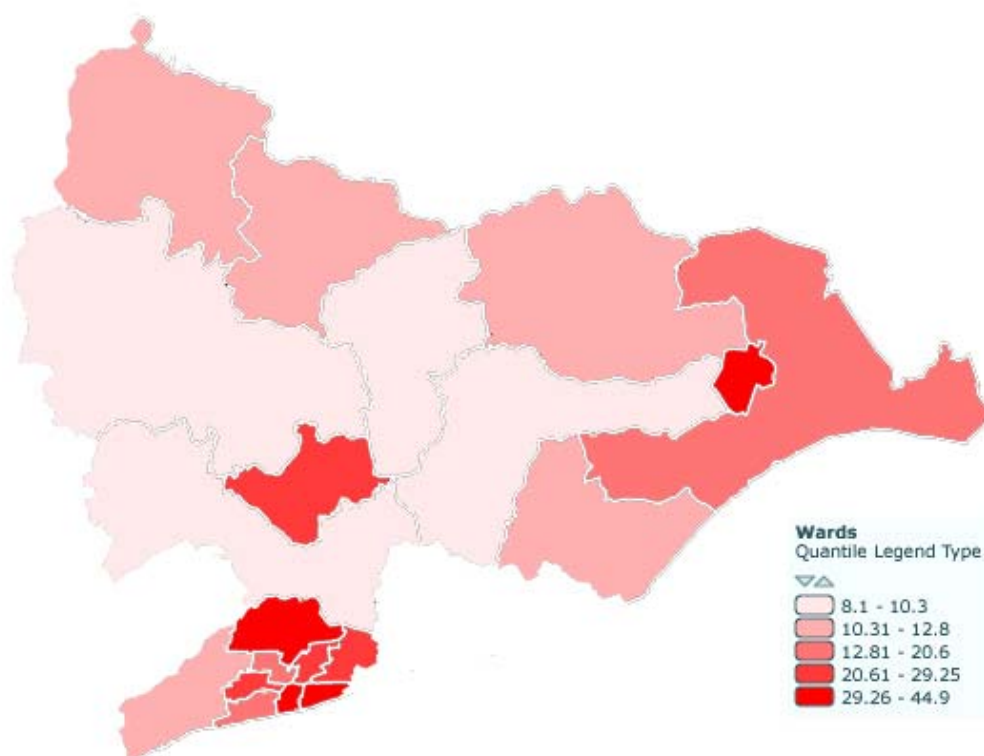 Wards
Quantile Legend Type
8.1 - 10.3
10.31 - 12.8
12.81 - 20.6
20.61 - 29.25
29.26 - 44.9